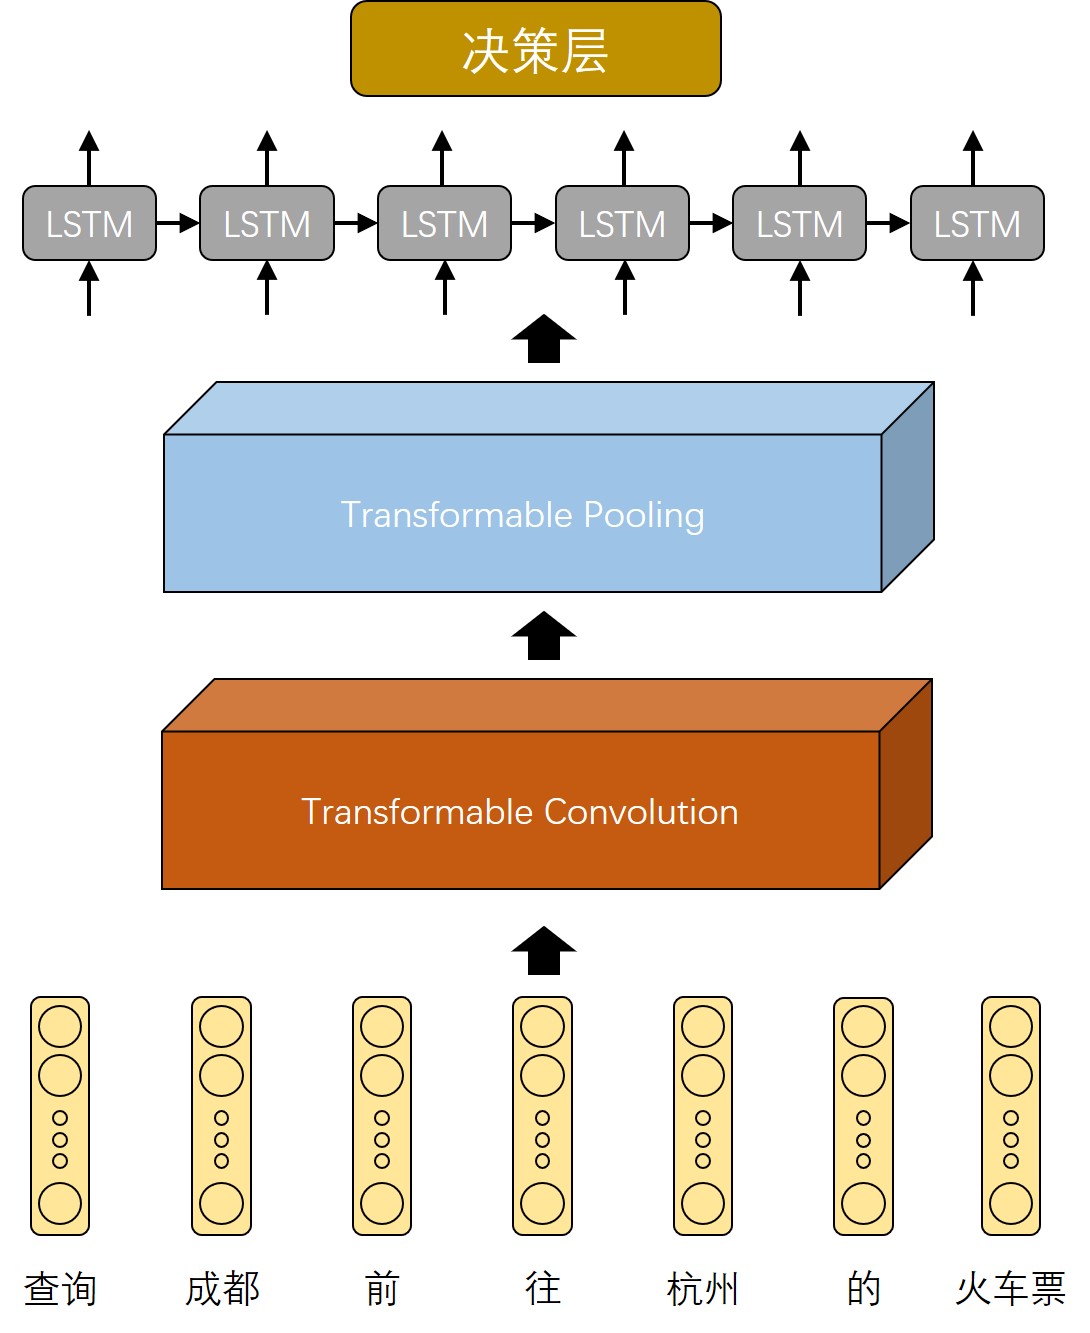 决策层
LSTM LSTM LSTM LSTM LSTM LSTM
Transformable Pooling
Transformable Convolution
查询 成都 前 往 杭州 的 火车票